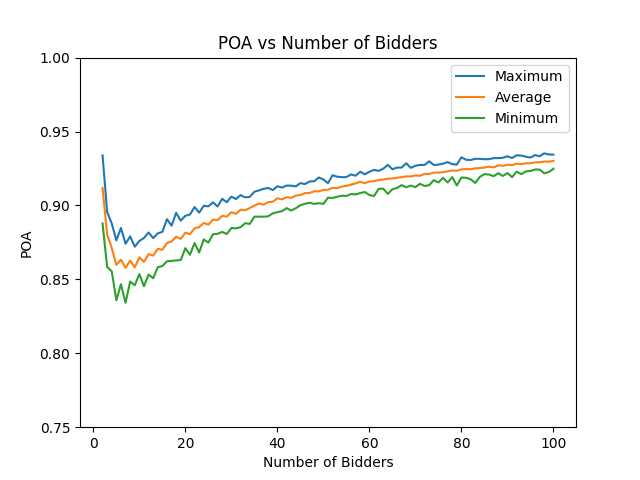 POA vs Number of Bidders
1.00
0.95
0.90
0.85
0.80
0.75
POA
Maximum
Average
Minimum
0
20
40
60
80
100
Number of Bidders